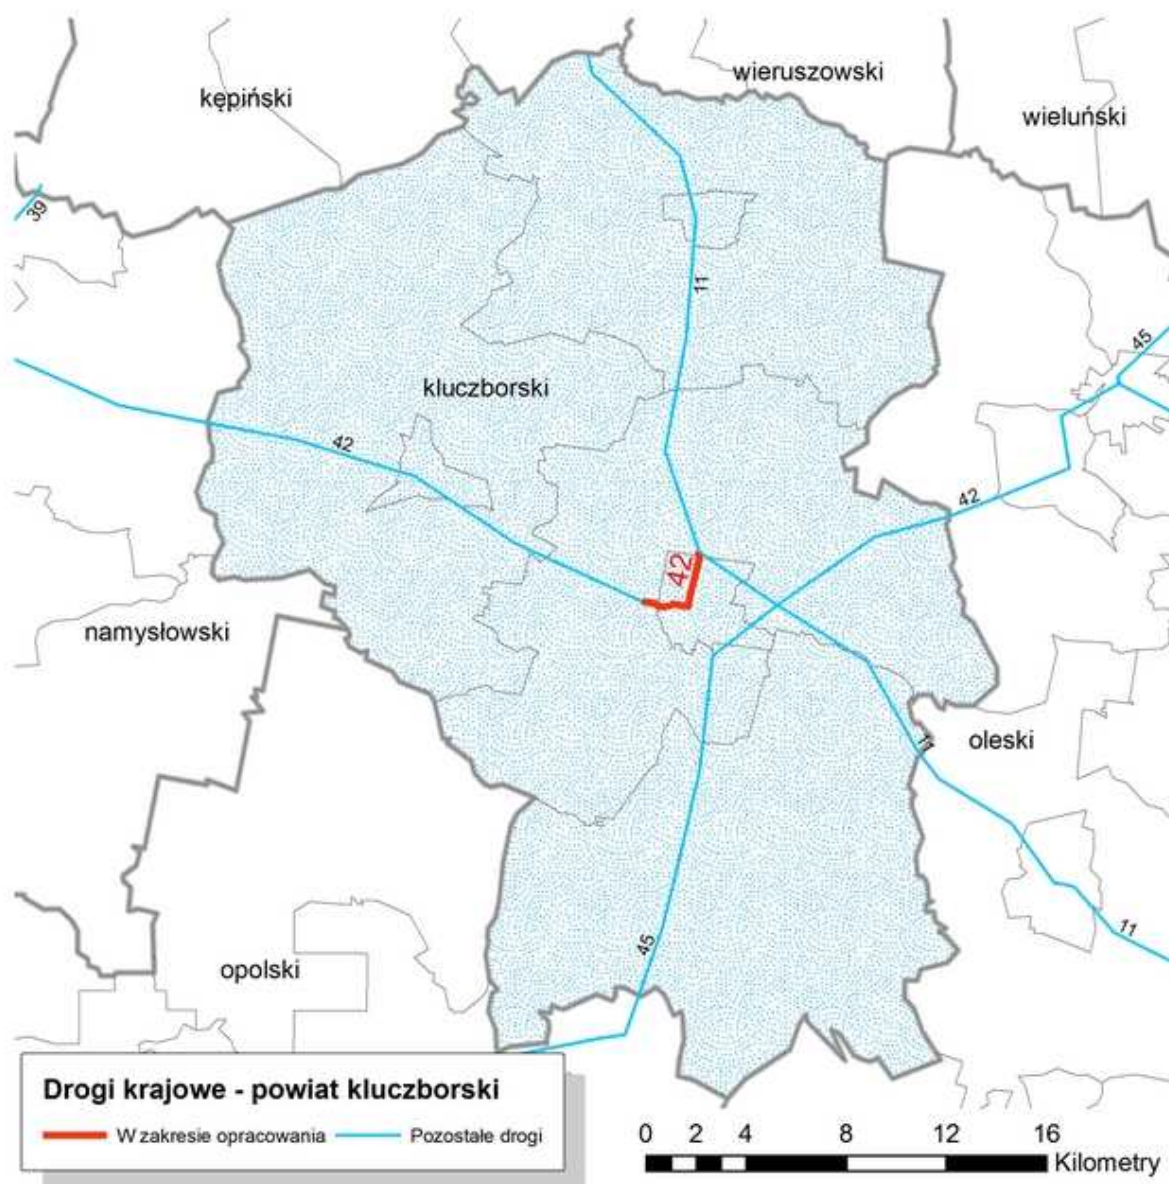 wieruszowski
kępiński
wieluński
39
11
45
kluczborski
42
42
42
namysłowski
oleski
11
11
45
opolski
Drogi krajowe - powiat kluczborski
W zakresie opracowania Pozostałe drogi
0 2 4 8 12 16
Kilometry